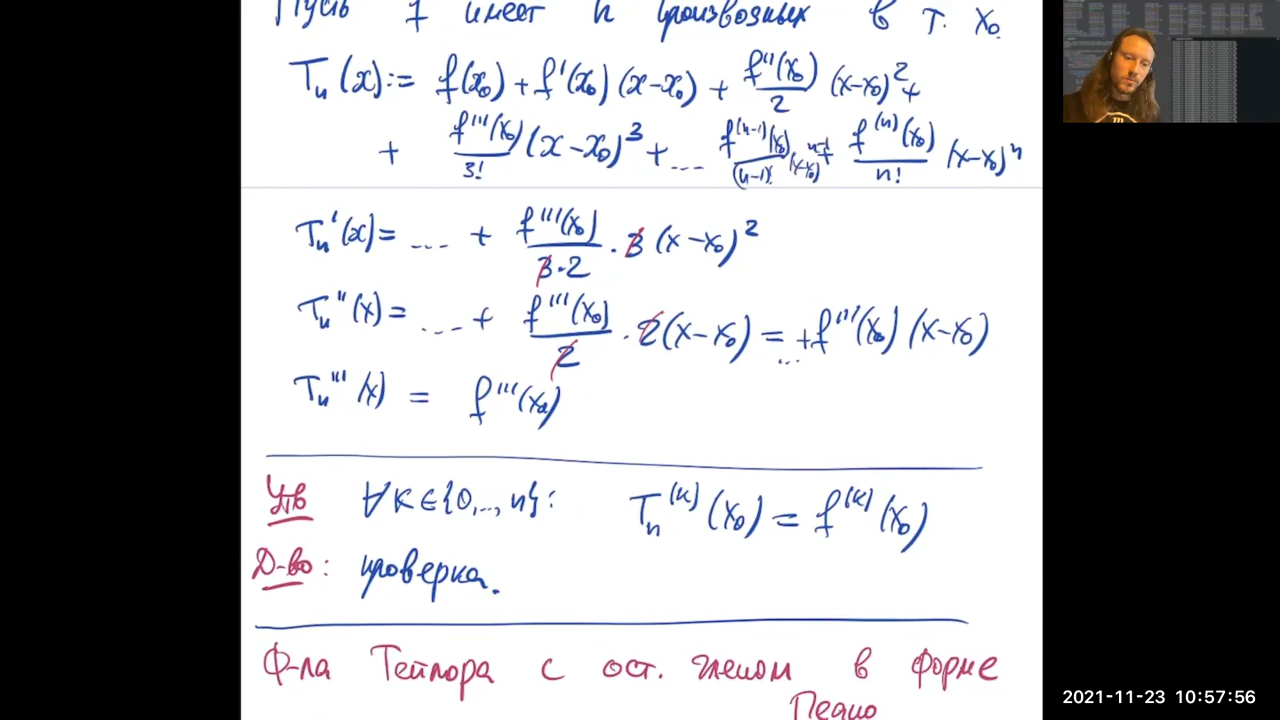 Пусть f имеет n производных в т. x₀.
Tₙ(x) := f(x₀) + f'(x₀)(x-x₀) + f''(x₀)/2 (x-x₀)² +
+ f'''(x₀)/3! (x-x₀)³ + ... f⁽ⁿ⁻¹⁾(x₀)/(n-1)! (x-x₀)ⁿ⁻¹ + f⁽ⁿ⁾(x₀)/n! (x-x₀)ⁿ
Tₙ'(x) = ... + f'''(x₀)/3·2 · 3(x-x₀)²
Tₙ''(x) = ... + f'''(x₀)/2 · 2(x-x₀) = ... + f'''(x₀)(x-x₀)
Tₙ'''(x) = f'''(x₀)
Утв ∀k∈{0,..,n}: Tₙ⁽ᵏ⁾(x₀) = f⁽ᵏ⁾(x₀)
Д-во: проверка.
Ф-ла Тейлора с ост. членом в форме
Пеано
2021-11-23 10:57:56